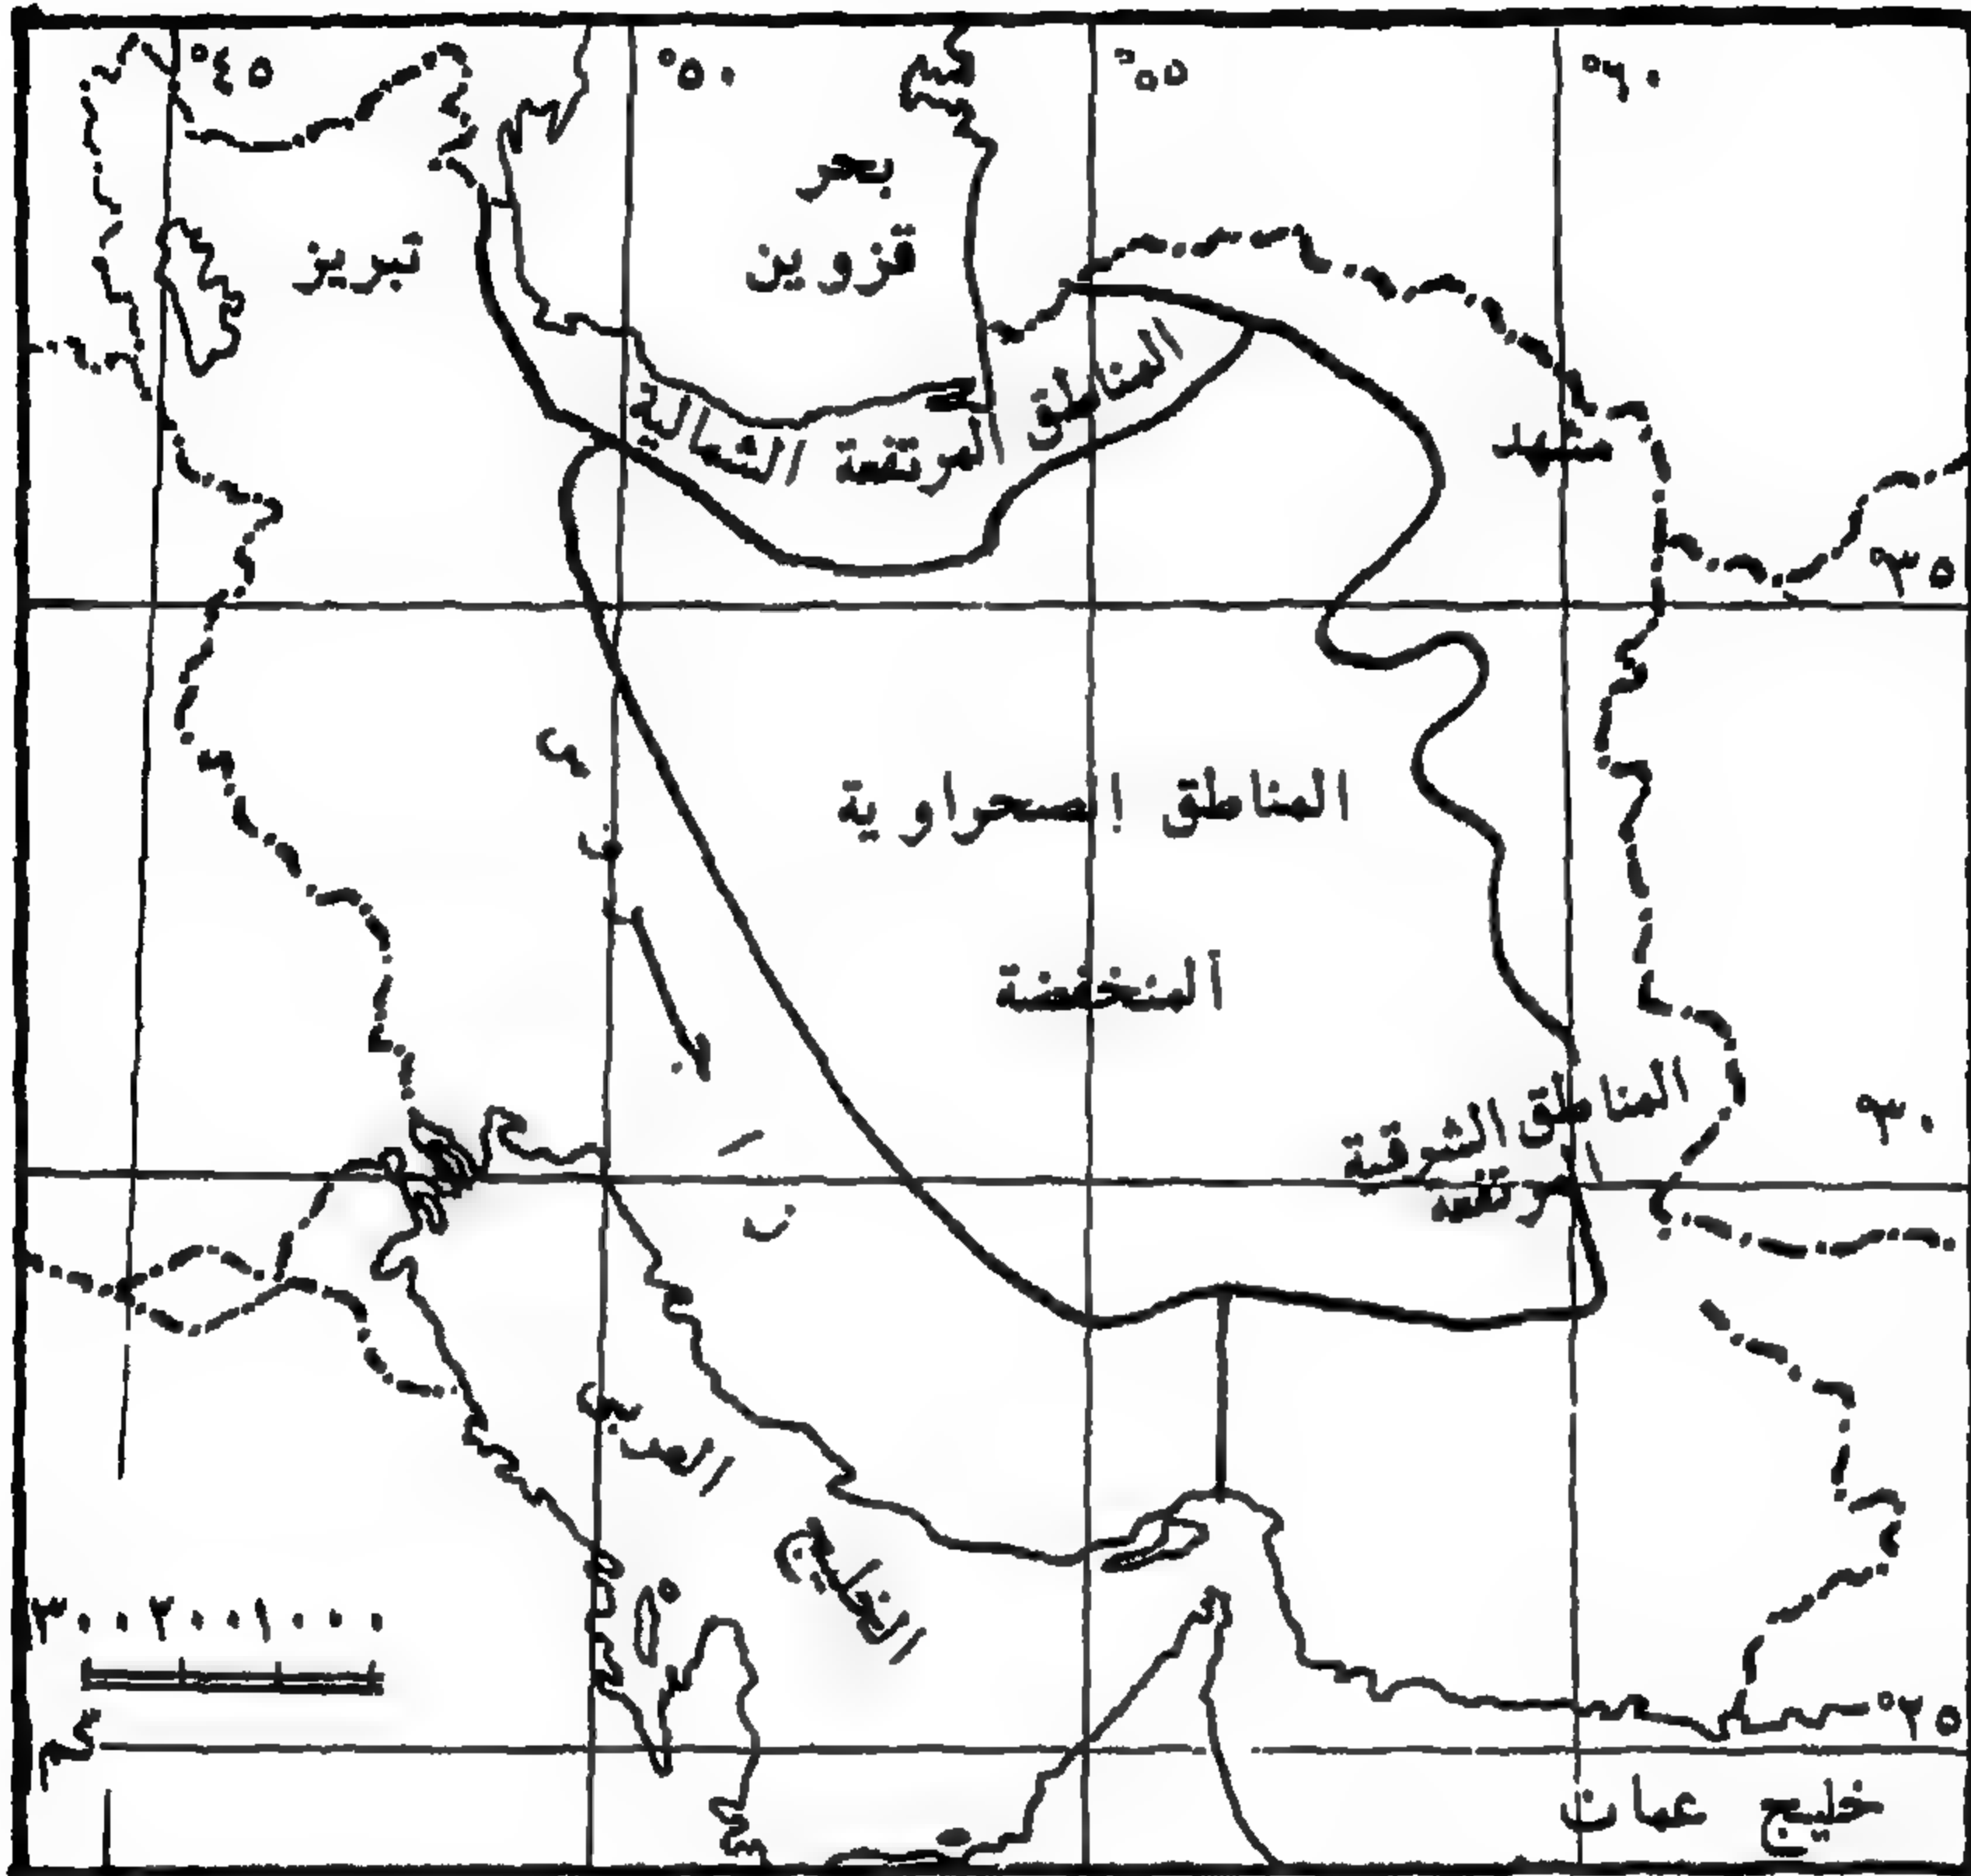 °٤٥
°٥٠
°٥٥
°٦٠
بحر
قزوين
تبريز
المناطق المرتفعة الشمالية
مشهد
°٣٥
المناطق الصحراوية
المنخفضة
°٣٠
المناطق الشرقية
المرتفعة
العربي
الخليج
٣٠٠ ٢٠٠ ١٠٠ ٠
كم
°٢٥
خليج عمان